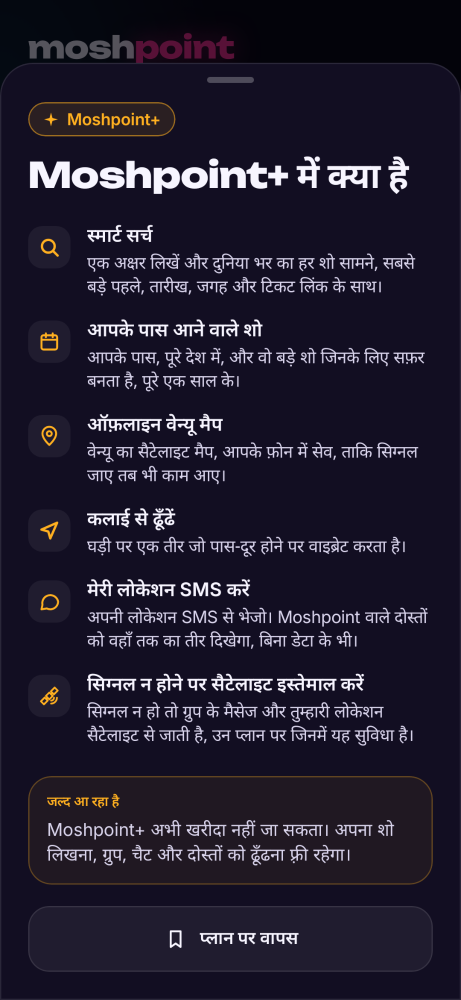 moshpoint
Moshpoint+
Moshpoint+ में क्या है
स्मार्ट सर्च
एक अक्षर लिखें और दुनिया भर का हर शो सामने, सबसे
बड़े पहले, तारीख, जगह और टिकट लिंक के साथ।
आपके पास आने वाले शो
आपके पास, पूरे देश में, और वो बड़े शो जिनके लिए सफ़र
बनता है, पूरे एक साल के।
ऑफ़लाइन वेन्यू मैप
वेन्यू का सैटेलाइट मैप, आपके फ़ोन में सेव, ताकि सिग्नल
जाए तब भी काम आए।
कलाई से ढूँढें
घड़ी पर एक तीर जो पास-दूर होने पर वाइब्रेट करता है।
मेरी लोकेशन SMS करें
अपनी लोकेशन SMS से भेजो। Moshpoint वाले दोस्तों
को वहाँ तक का तीर दिखेगा, बिना डेटा के भी।
सिग्नल न होने पर सैटेलाइट इस्तेमाल करें
सिग्नल न हो तो ग्रुप के मैसेज और तुम्हारी लोकेशन
सैटेलाइट से जाती है, उन प्लान पर जिनमें यह सुविधा है।
जल्द आ रहा है
Moshpoint+ अभी खरीदा नहीं जा सकता। अपना शो
लिखना, ग्रुप, चैट और दोस्तों को ढूँढना फ़्री रहेगा।
प्लान पर वापस